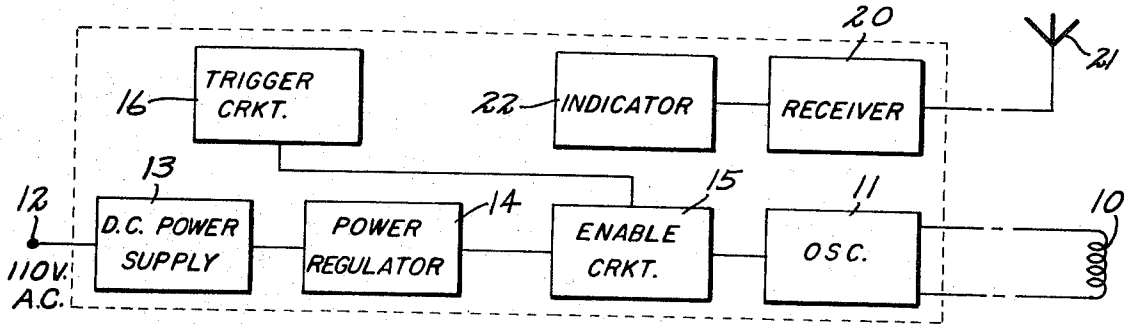 20
21
TRIGGER
CRKT.
16
22
INDICATOR
RECEIVER
12
13
14
15
11
10
D.C. POWER
SUPPLY
POWER
REGULATOR
ENABLE
CRKT.
OSC.
110V.
A.C.